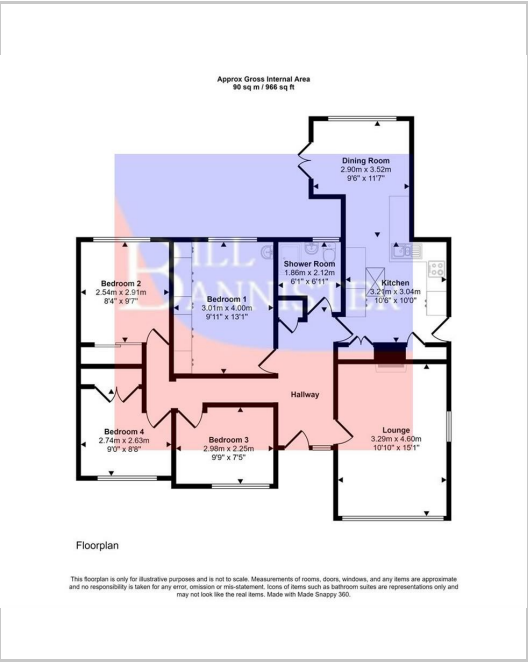 Approx Gross Internal Area
90 sq m / 966 sq ft
Dining Room
2.90m x 3.52m
9'6" x 11'7"
BILL
BANNISTER
Shower Room
1.86m x 2.12m
6'1" x 6'11"
Bedroom 2
2.54m x 2.91m
8'4" x 9'7"
Bedroom 1
3.01m x 4.00m
9'11" x 13'1"
Kitchen
3.21m x 3.04m
10'6" x 10'0"
Hallway
Lounge
3.29m x 4.60m
10'10" x 15'1"
Bedroom 4
2.74m x 2.63m
9'0" x 8'8"
Bedroom 3
2.98m x 2.25m
9'9" x 7'5"
Floorplan
This floorplan is only for illustrative purposes and is not to scale. Measurements of rooms, doors, windows, and any items are approximate
and no responsibility is taken for any error, omission or mis-statement. Icons of items such as bathroom suites are representations only and
may not look like the real items. Made with Made Snappy 360.